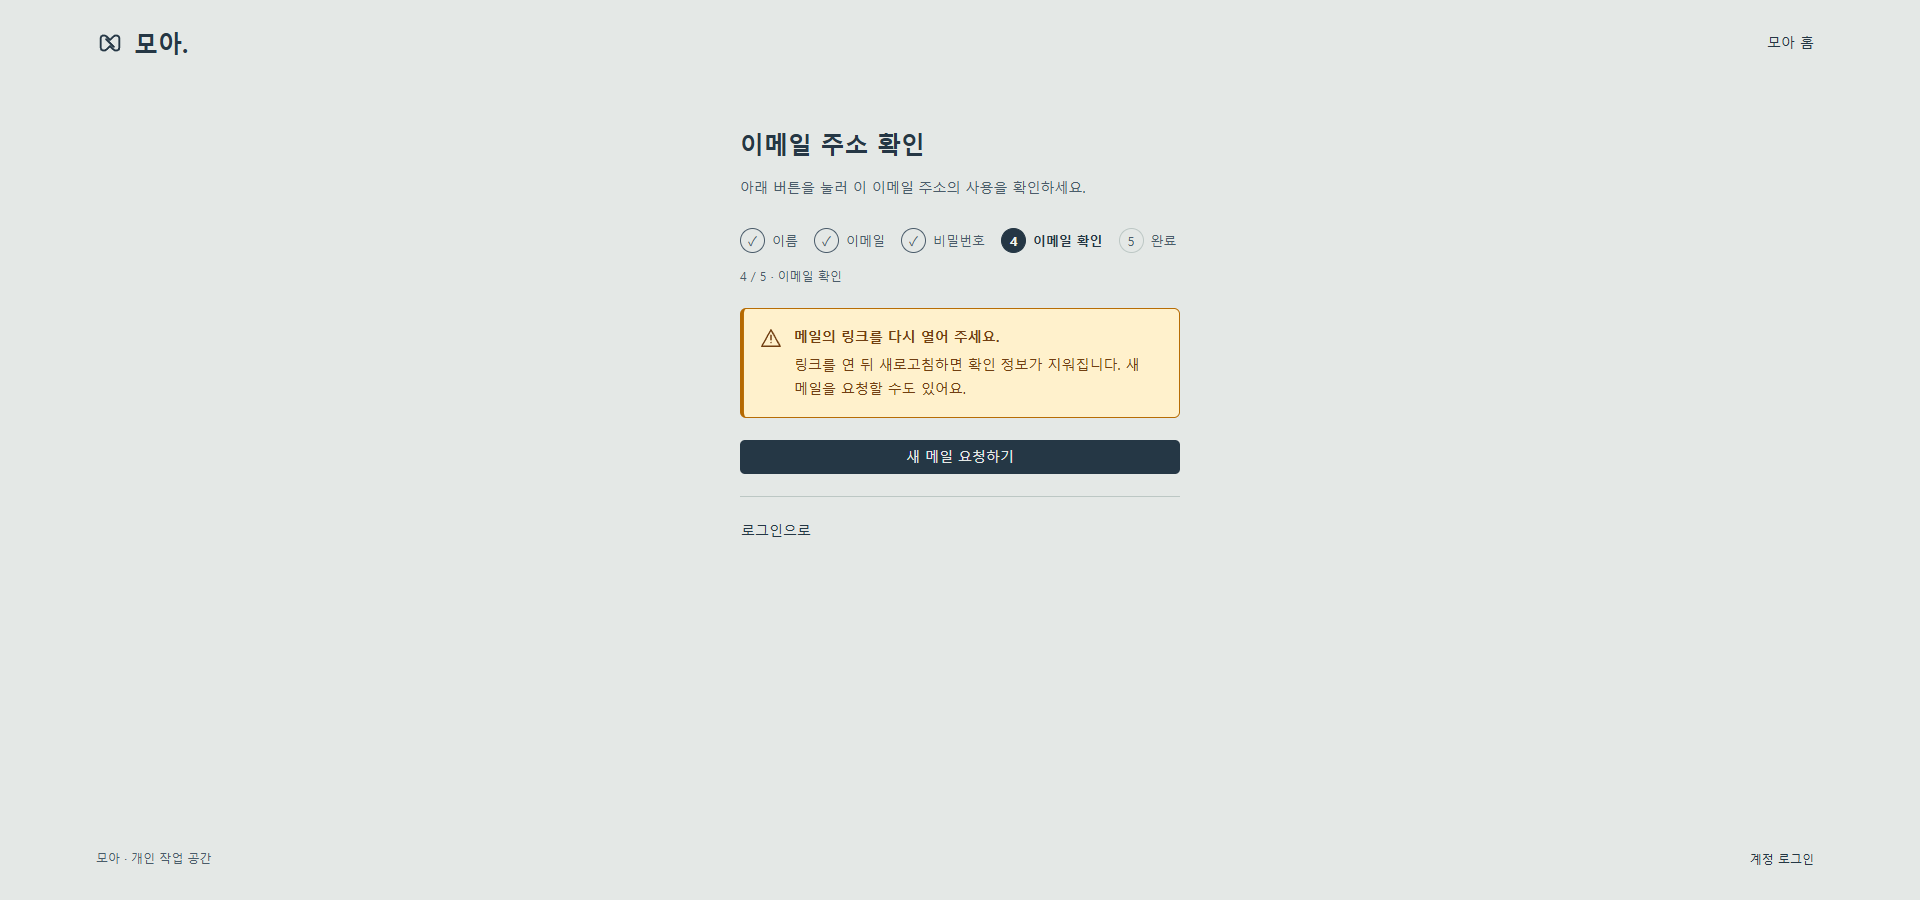 모아.
모아 홈
이메일 주소 확인
아래 버튼을 눌러 이 이메일 주소의 사용을 확인하세요.
✓ 이름 ✓ 이메일 ✓ 비밀번호 4 이메일 확인 5 완료
4 / 5 · 이메일 확인
메일의 링크를 다시 열어 주세요.
링크를 연 뒤 새로고침하면 확인 정보가 지워집니다. 새
메일을 요청할 수도 있어요.
새 메일 요청하기
로그인으로
모아 · 개인 작업 공간
계정 로그인